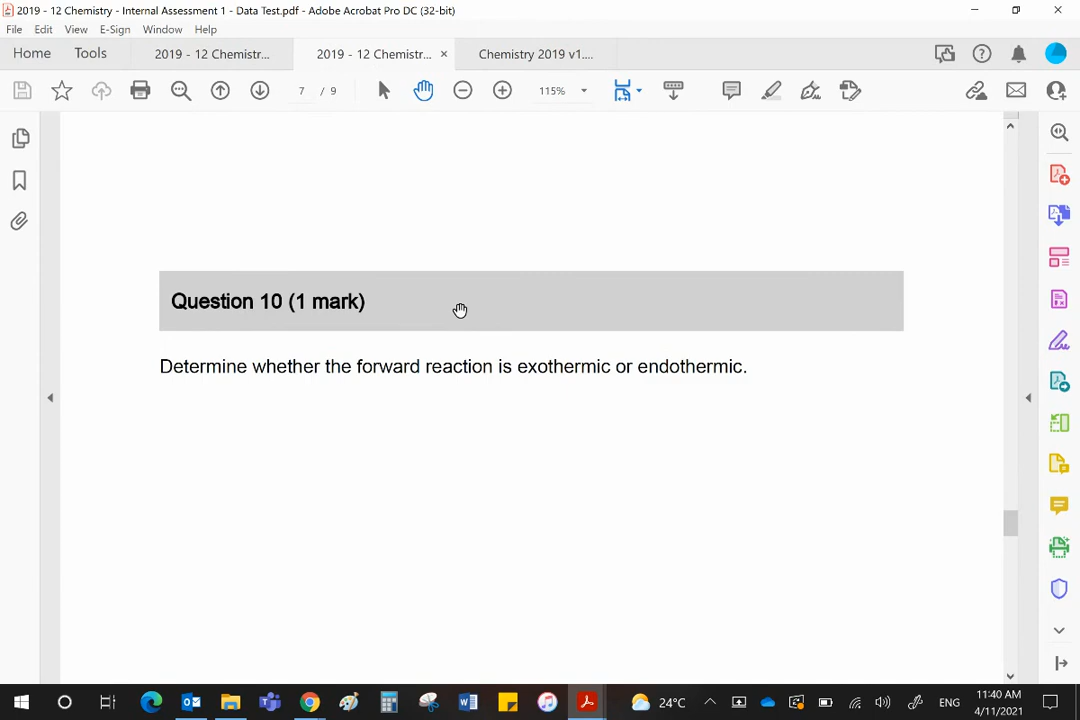 2019 - 12 Chemistry - Internal Assessment 1 - Data Test.pdf - Adobe Acrobat Pro DC (32-bit)
File Edit View E-Sign Window Help
Home Tools 2019 - 12 Chemistr... 2019 - 12 Chemistr... × Chemistry 2019 v1....
7 / 9 115%
Question 10 (1 mark)
Determine whether the forward reaction is exothermic or endothermic.
24°C ENG 11:40 AM
4/11/2021